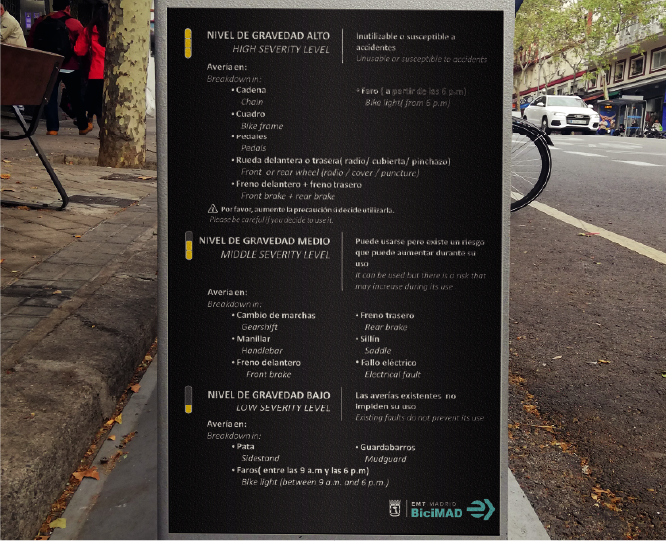 NIVEL DE GRAVEDAD ALTO
HIGH SEVERITY LEVEL
Inutilizable o susceptible a
accidentes
Unusable or susceptible to accidents
Avería en:
Breakdown in:
• Cadena
Chain
• Cuadro
Bike frame
• Pedales
Pedals
• Faro ( a partir de las 6 p.m)
Bike light( from 6 p.m)
• Rueda delantera o trasera( radio/ cubierta/ pinchazo)
Front or rear wheel (radio / cover / puncture)
• Freno delantero + freno trasero
Front brake + rear brake
Por favor, aumente la precaución si decide utilizarla.
Please be careful if you decide to use it.
NIVEL DE GRAVEDAD MEDIO
MIDDLE SEVERITY LEVEL
Puede usarse pero existe un riesgo
que puede aumentar durante su
uso
It can be used but there is a risk that
may increase during its use
Avería en:
Breakdown in:
• Cambio de marchas
Gearshift
• Manillar
Handlebar
• Freno delantero
Front brake
• Freno trasero
Rear brake
• Sillín
Saddle
• Fallo eléctrico
Electrical fault
NIVEL DE GRAVEDAD BAJO
LOW SEVERITY LEVEL
Las averías existentes no
impiden su uso
Existing faults do not prevent its use
Avería en:
Breakdown in:
• Pata
Sidestand
• Guardabarros
Mudguard
• Faros( entre las 9 a.m y las 6 p.m)
Bike light (between 9 a.m. and 6 p.m.)
EMT MADRID
BiciMAD